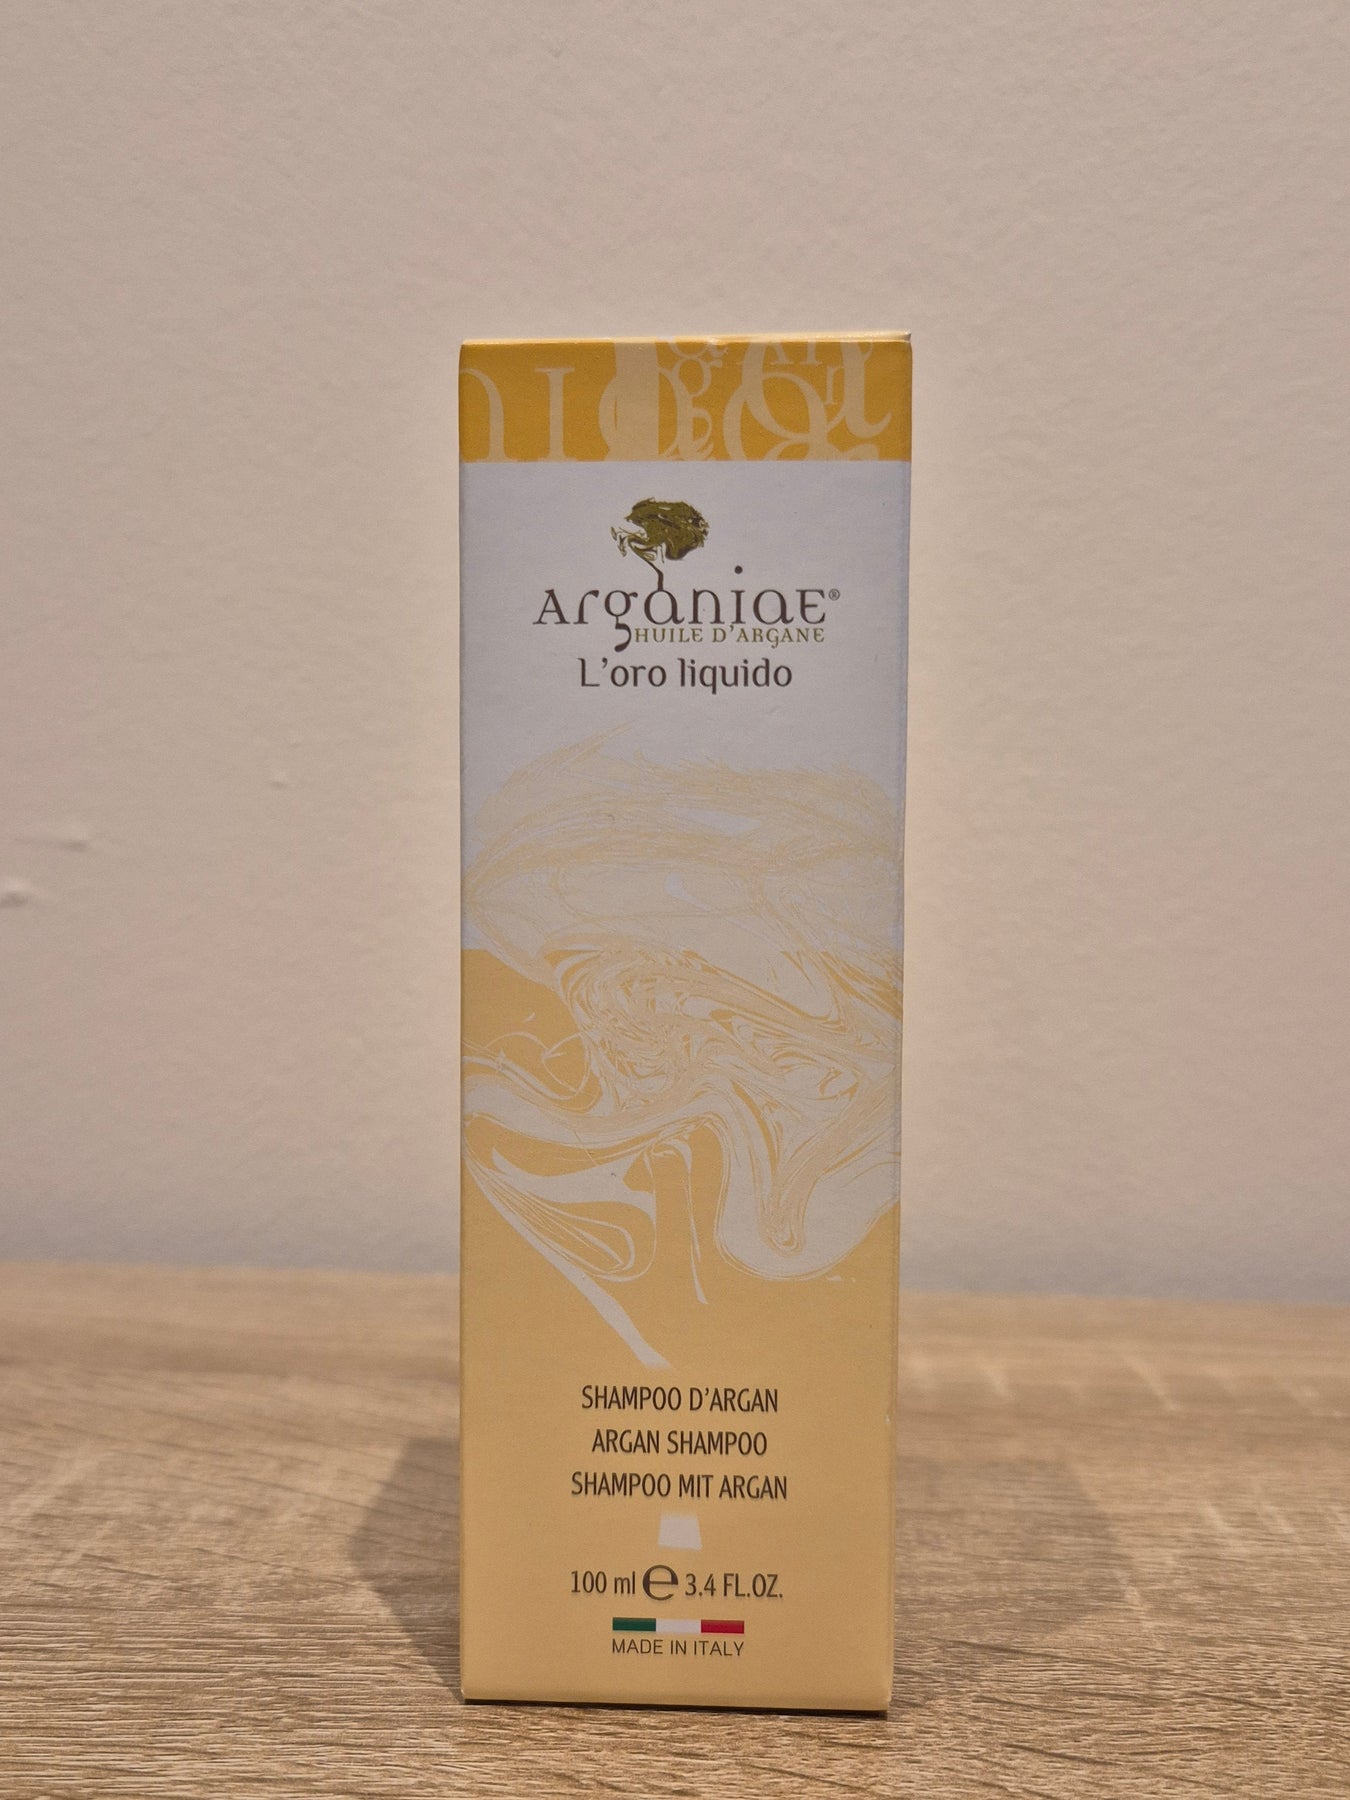 Arganiae®
HUILE D'ARGANE
L'oro liquido
SHAMPOO D'ARGAN
ARGAN SHAMPOO
SHAMPOO MIT ARGAN
100 ml ℮ 3.4 FL.OZ.
MADE IN ITALY